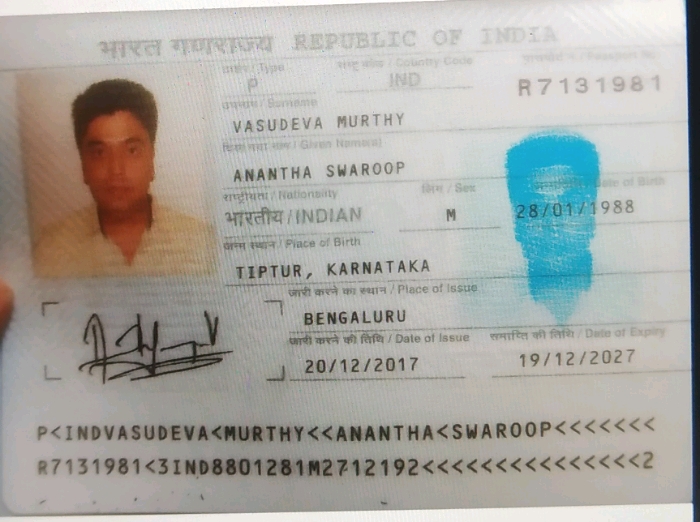 भारत गणराज्य REPUBLIC OF INDIA
टाईप / Type
राष्ट्र कोड / Country Code
पासपोर्ट न. / Passport No.
P
IND
R7131981
उपनाम / Surname
VASUDEVA MURTHY
दिया गया नाम / Given Name(s)
ANANTHA SWAROOP
राष्ट्रीयता / Nationality
लिंग / Sex
Date of Birth
भारतीय / INDIAN
M
28/01/1988
जन्म स्थान / Place of Birth
TIPTUR, KARNATAKA
जारी करने का स्थान / Place of Issue
BENGALURU
जारी करने की तिथि / Date of Issue
समाप्ति की तिथि / Date of Expiry
20/12/2017
19/12/2027
P<INDVASUDEVA<MURTHY<<ANANTHA<SWAROOP<<<<<<<
R7131981<3IND8801281M2712192<<<<<<<<<<<<<<<2